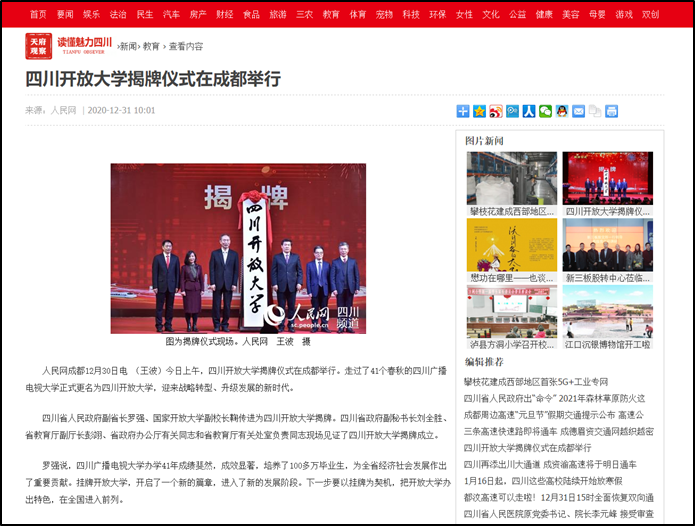 首页 要闻 娱乐 法治 民生 汽车 房产 财经 食品 旅游 三农 教育 体育 宠物 科技 环保 女性 文化 公益 健康 美容 母婴 游戏 双创
天府观察
读懂魅力四川
TIANFU OBSEVER
›新闻› 教育 › 查看内容
四川开放大学揭牌仪式在成都举行
来源：人民网 | 2020-12-31 10:01
揭牌
四川开放大学
人民网
sc.people.cn
四川
频道
图为揭牌仪式现场。人民网 王波 摄
人民网成都12月30日电 （王波）今日上午，四川开放大学揭牌仪式在成都举行。走过了41个春秋的四川广播
电视大学正式更名为四川开放大学，迎来战略转型、升级发展的新时代。
四川省人民政府副省长罗强、国家开放大学副校长鞠传进为四川开放大学揭牌。四川省政府副秘书长刘全胜、
省教育厅副厅长彭翊、省政府办公厅有关同志和省教育厅有关处室负责同志现场见证了四川开放大学揭牌成立。
罗强说，四川广播电视大学办学41年成绩斐然，成效显著，培养了100多万毕业生，为全省经济社会发展作出
了重要贡献。挂牌开放大学，开启了一个新的篇章，进入了新的发展阶段。下一步要以挂牌为契机，把开放大学办
出特色，在全国进入前列。
图片新闻
攀枝花建成西部地区...
四川开放大学揭牌仪...
慰功在哪里——也谈...
新三板股转中心莅临...
泸县方洞小学召开校...
江口沉银博物馆开工啦
编辑推荐
攀枝花建成西部地区首张5G+工业专网
四川省人民政府出“命令” 2021年森林草原防火这
成都周边高速“元旦节”假期交通提示公布 高速公
三条高速快速路即将通车 成德眉资交通网越织越密
四川开放大学揭牌仪式在成都举行
四川再添出川大通道 成资渝高速将于明日通车
1月16日起，四川这些高校陆续开始放寒假
都汶高速可以走啦！12月31日15时全面恢复双向通
四川省人民医院原党委书记、院长李元峰 接受审查